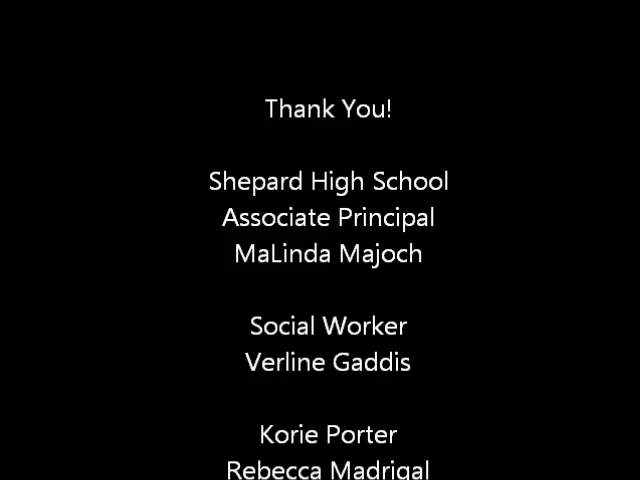 Thank You!
Shepard High School
Associate Principal
MaLinda Majoch
Social Worker
Verline Gaddis
Korie Porter
Rebecca Madrigal